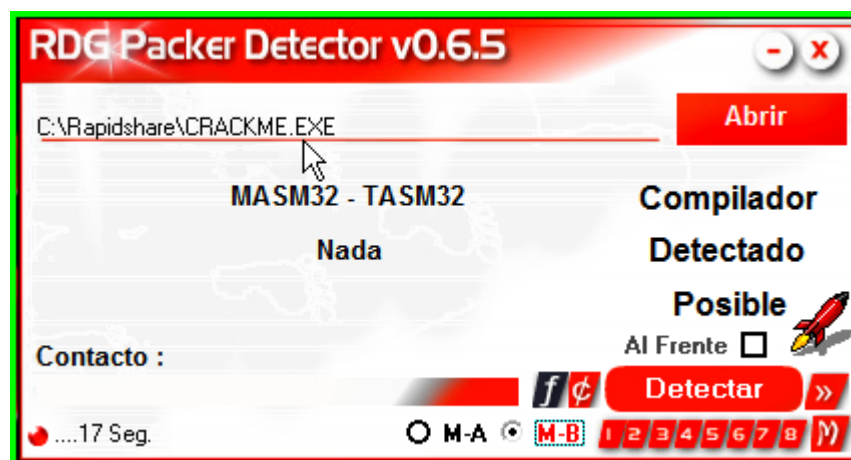 RDG Packer Detector v0.6.5
C:\Rapidshare\CRACKME.EXE
Abrir
MASM32 - TASM32
Compilador
Nada
Detectado
Posible
Al Frente
Contacto :
f ¢ Detectar »
....17 Seg.
M-A M-B 1 2 3 4 5 6 7 8 M